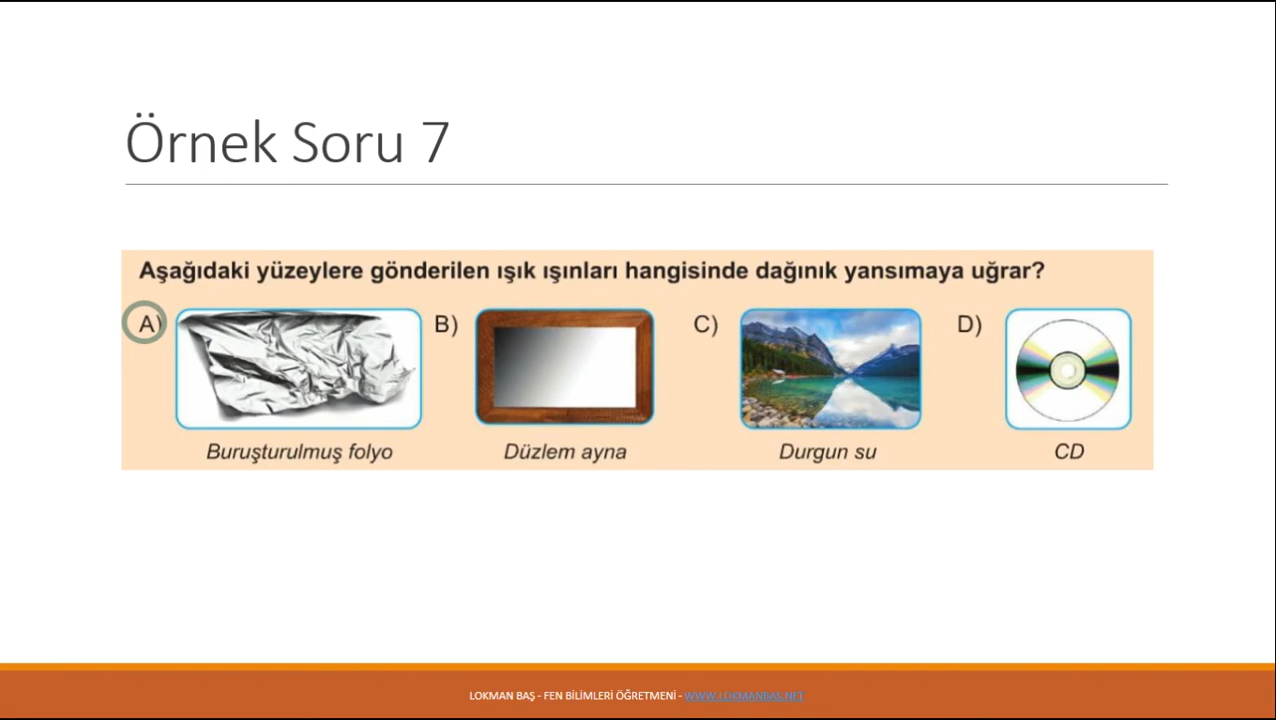 Örnek Soru 7
Aşağıdaki yüzeylere gönderilen ışık ışınları hangisinde dağınık yansımaya uğrar?
A) B) C) D)
Buruşturulmuş folyo Düzlem ayna Durgun su CD
LOKMAN BAŞ - FEN BİLİMLERİ ÖĞRETMENİ - WWW.LOKMANBAS.NET